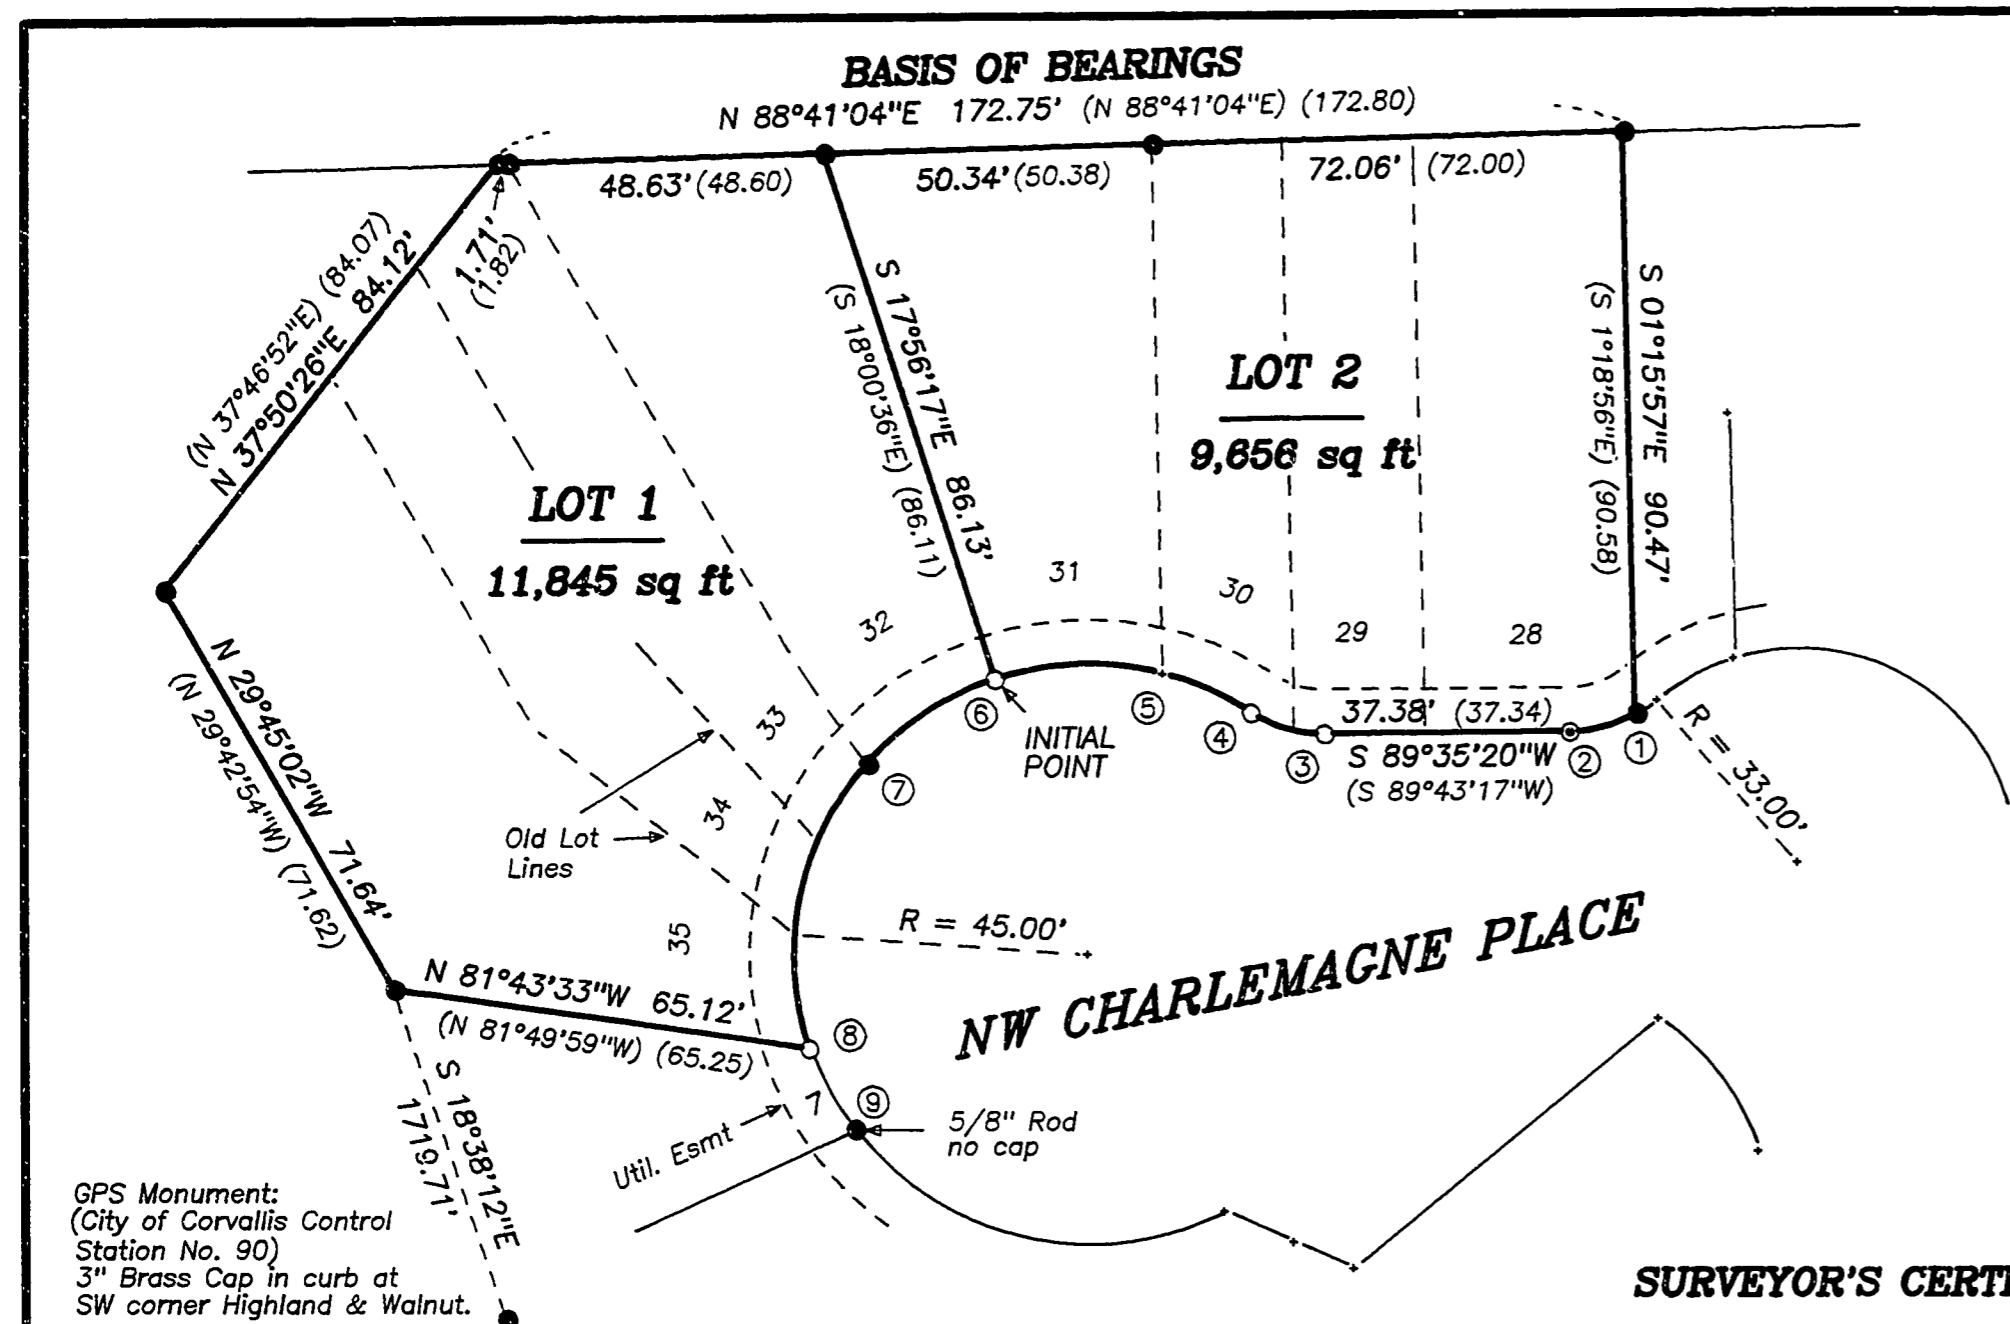 BASIS OF BEARINGS
N 88°41'04"E 172.75' (N 88°41'04"E) (172.80)
48.63' (48.60)
50.34' (50.38)
72.06' (72.00)
1.71'
(1.82)
(N 37°46'52"E) (84.07)
N 37°50'26"E 84.12'
S 17°56'17"E 86.13'
(S 18°00'36"E) (86.11)
S 01°15'57"E 90.47'
(S 1°18'56"E) (90.58)
LOT 2
9,656 sq ft
LOT 1
11,845 sq ft
31
30
29
28
32
33
34
35
7
37.38' (37.34)
S 89°35'20"W
(S 89°43'17"W)
1
2
3
4
5
6
7
8
9
INITIAL
POINT
R = 33.00'
N 29°45'02"W 71.64'
(N 29°42'54"W) (71.62)
Old Lot
Lines
R = 45.00'
NW CHARLEMAGNE PLACE
N 81°43'33"W 65.12'
(N 81°49'59"W) (65.25)
S 18°38'12"E
1719.71'
Util. Esmt
5/8" Rod
no cap
GPS Monument:
(City of Corvallis Control
Station No. 90)
3" Brass Cap in curb at
SW corner Highland & Walnut.
SURVEYOR'S CERTI